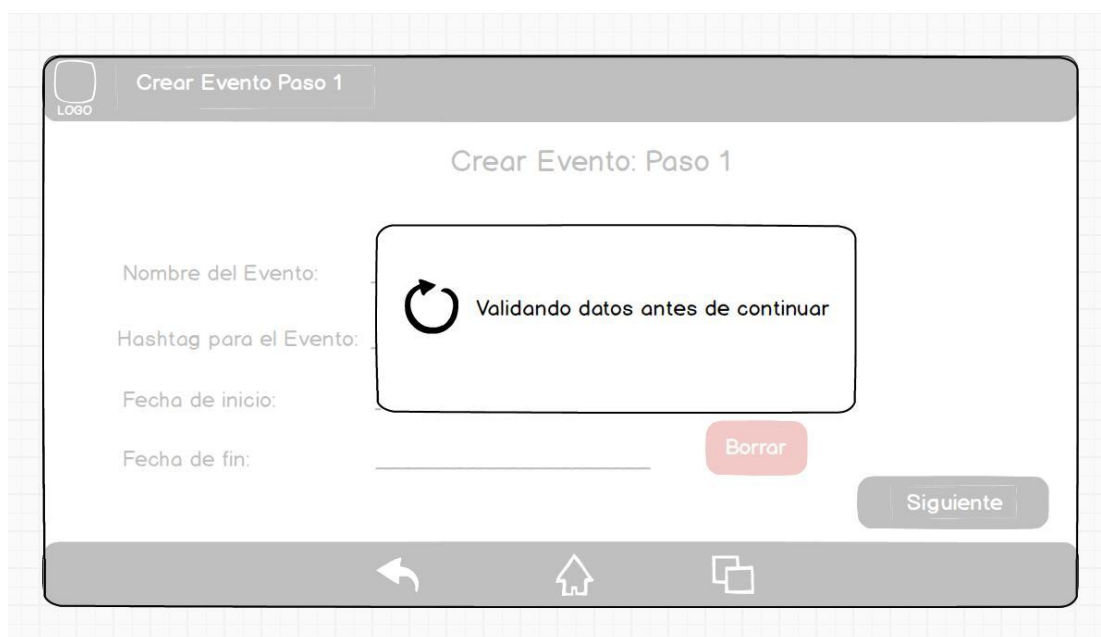 Crear Evento Paso 1
LOGO
Crear Evento: Paso 1
Nombre del Evento:
Validando datos antes de continuar
Hashtag para el Evento:
Fecha de inicio:
Fecha de fin:
Borrar
Siguiente